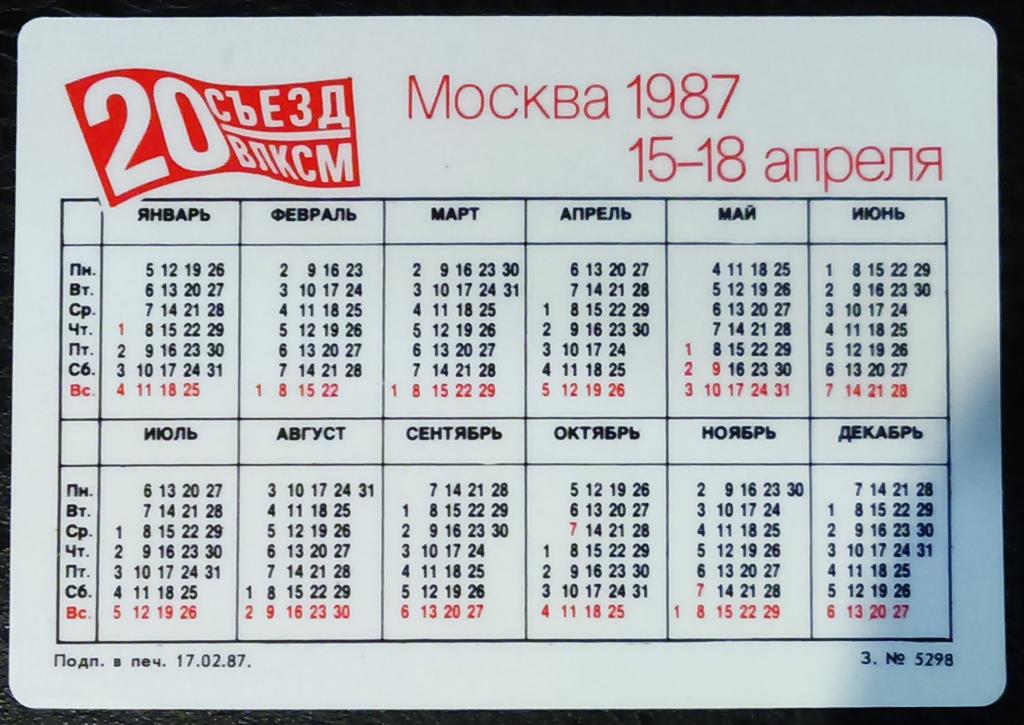 20 СЪЕЗД
ВЛКСМ
Москва 1987
15–18 апреля
ЯНВАРЬ ФЕВРАЛЬ МАРТ АПРЕЛЬ МАЙ ИЮНЬ
Пн. 5 12 19 26 2 9 16 23 2 9 16 23 30 6 13 20 27 4 11 18 25 1 8 15 22 29
Вт. 6 13 20 27 3 10 17 24 3 10 17 24 31 7 14 21 28 5 12 19 26 2 9 16 23 30
Ср. 7 14 21 28 4 11 18 25 4 11 18 25 1 8 15 22 29 6 13 20 27 3 10 17 24
Чт. 1 8 15 22 29 5 12 19 26 5 12 19 26 2 9 16 23 30 7 14 21 28 4 11 18 25
Пт. 2 9 16 23 30 6 13 20 27 6 13 20 27 3 10 17 24 1 8 15 22 29 5 12 19 26
Сб. 3 10 17 24 31 7 14 21 28 7 14 21 28 4 11 18 25 2 9 16 23 30 6 13 20 27
Вс. 4 11 18 25 1 8 15 22 1 8 15 22 29 5 12 19 26 3 10 17 24 31 7 14 21 28
ИЮЛЬ АВГУСТ СЕНТЯБРЬ ОКТЯБРЬ НОЯБРЬ ДЕКАБРЬ
Пн. 6 13 20 27 3 10 17 24 31 7 14 21 28 5 12 19 26 2 9 16 23 30 7 14 21 28
Вт. 7 14 21 28 4 11 18 25 1 8 15 22 29 6 13 20 27 3 10 17 24 1 8 15 22 29
Ср. 1 8 15 22 29 5 12 19 26 2 9 16 23 30 7 14 21 28 4 11 18 25 2 9 16 23 30
Чт. 2 9 16 23 30 6 13 20 27 3 10 17 24 1 8 15 22 29 5 12 19 26 3 10 17 24 31
Пт. 3 10 17 24 31 7 14 21 28 4 11 18 25 2 9 16 23 30 6 13 20 27 4 11 18 25
Сб. 4 11 18 25 1 8 15 22 29 5 12 19 26 3 10 17 24 31 7 14 21 28 5 12 19 26
Вс. 5 12 19 26 2 9 16 23 30 6 13 20 27 4 11 18 25 1 8 15 22 29 6 13 20 27
Подп. в печ. 17.02.87. З. № 5298